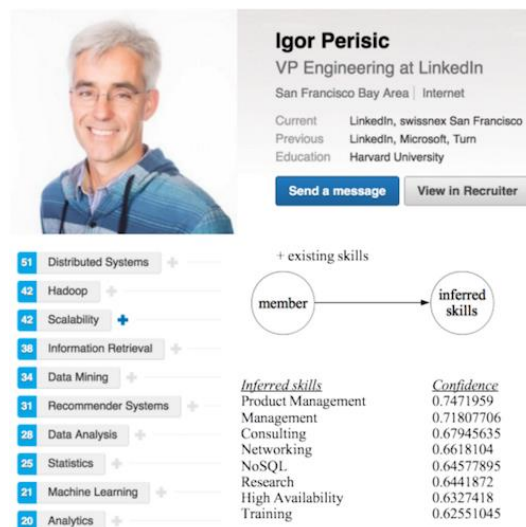 Igor Perisic
VP Engineering at LinkedIn
San Francisco Bay Area | Internet
Current LinkedIn, swissnex San Francisco
Previous LinkedIn, Microsoft, Turn
Education Harvard University
Send a message View in Recruiter
51 Distributed Systems +
42 Hadoop +
42 Scalability +
38 Information Retrieval +
34 Data Mining +
31 Recommender Systems +
28 Data Analysis +
25 Statistics +
21 Machine Learning +
20 Analytics +
+ existing skills
member
inferred
skills
Inferred skills Confidence
Product Management 0.7471959
Management 0.71807706
Consulting 0.67945635
Networking 0.6618104
NoSQL 0.64577895
Research 0.6441872
High Availability 0.6327418
Training 0.62551045